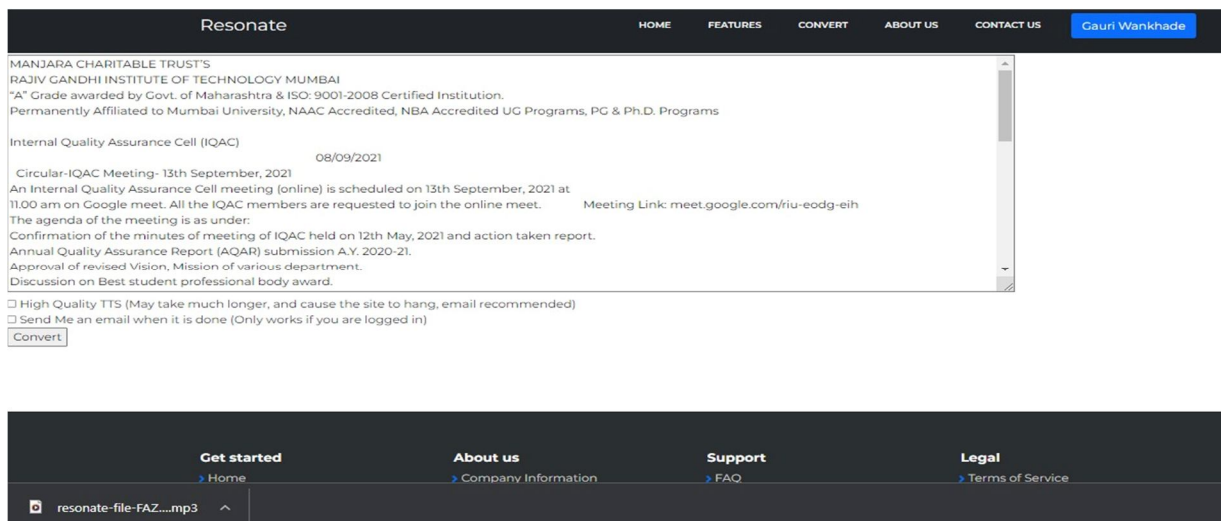 Resonate HOME FEATURES CONVERT ABOUT US CONTACT US Gauri Wankhade
MANJARA CHARITABLE TRUST'S
RAJIV GANDHI INSTITUTE OF TECHNOLOGY MUMBAI
"A" Grade awarded by Govt. of Maharashtra & ISO: 9001-2008 Certified Institution.
Permanently Affiliated to Mumbai University, NAAC Accredited, NBA Accredited UG Programs, PG & Ph.D. Programs
Internal Quality Assurance Cell (IQAC)
08/09/2021
Circular-IQAC Meeting- 13th September, 2021
An Internal Quality Assurance Cell meeting (online) is scheduled on 13th September, 2021 at
11.00 am on Google meet. All the IQAC members are requested to join the online meet. Meeting Link: meet.google.com/riu-eodg-eih
The agenda of the meeting is as under:
Confirmation of the minutes of meeting of IQAC held on 12th May, 2021 and action taken report.
Annual Quality Assurance Report (AQAR) submission A.Y. 2020-21.
Approval of revised Vision, Mission of various department.
Discussion on Best student professional body award.
High Quality TTS (May take much longer, and cause the site to hang, email recommended)
Send Me an email when it is done (Only works if you are logged in)
Convert
Get started About us Support Legal
Home Company Information FAQ Terms of Service
resonate-file-FAZ....mp3